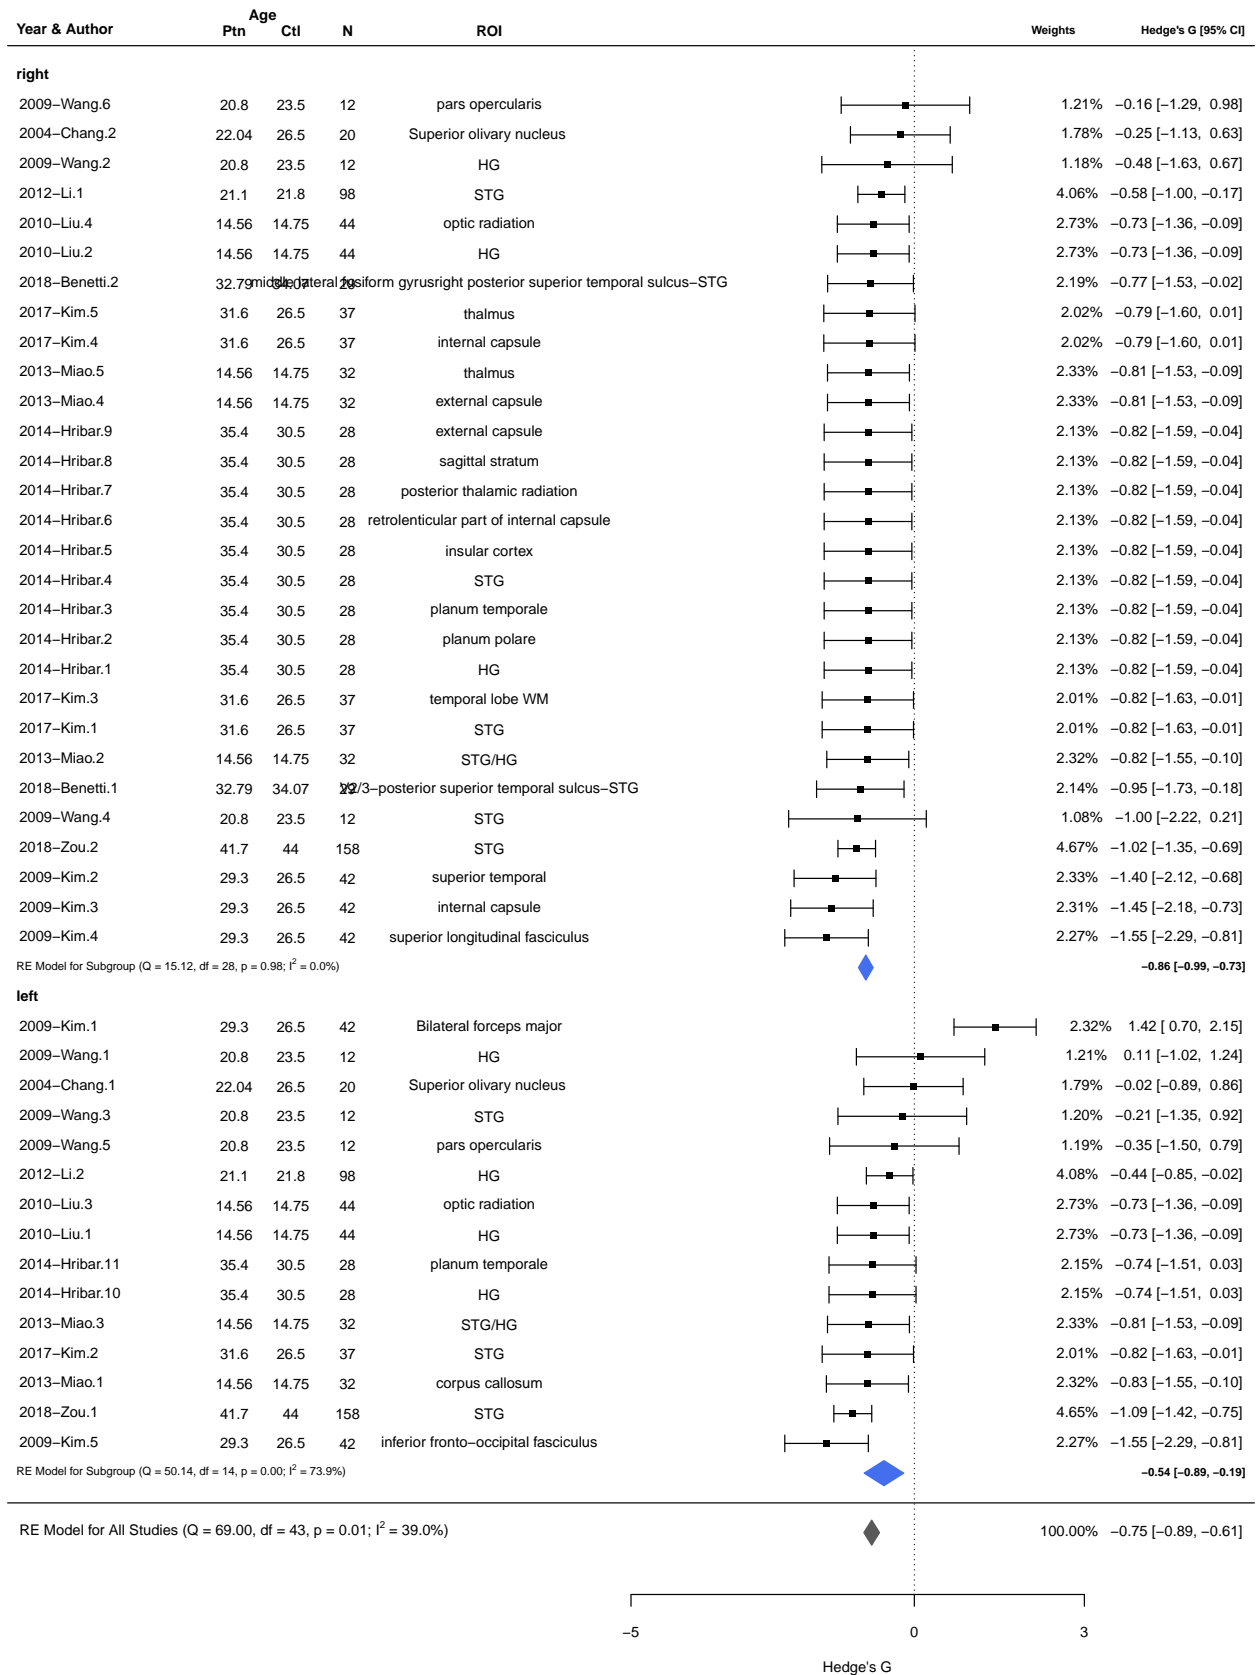 Age
Year & Author Ptn Ctl N ROI Weights Hedge's G [95% CI]
right
2009−Wang.6 20.8 23.5 12 pars opercularis 1.21% −0.16 [−1.29, 0.98]
2004−Chang.2 22.04 26.5 20 Superior olivary nucleus 1.78% −0.25 [−1.13, 0.63]
2009−Wang.2 20.8 23.5 12 HG 1.18% −0.48 [−1.63, 0.67]
2012−Li.1 21.1 21.8 98 STG 4.06% −0.58 [−1.00, −0.17]
2010−Liu.4 14.56 14.75 44 optic radiation 2.73% −0.73 [−1.36, −0.09]
2010−Liu.2 14.56 14.75 44 HG 2.73% −0.73 [−1.36, −0.09]
2018−Benetti.2 32.79 34.07 29 middle lateral fusiform gyrusright posterior superior temporal sulcus−STG 2.19% −0.77 [−1.53, −0.02]
2017−Kim.5 31.6 26.5 37 thalmus 2.02% −0.79 [−1.60, 0.01]
2017−Kim.4 31.6 26.5 37 internal capsule 2.02% −0.79 [−1.60, 0.01]
2013−Miao.5 14.56 14.75 32 thalmus 2.33% −0.81 [−1.53, −0.09]
2013−Miao.4 14.56 14.75 32 external capsule 2.33% −0.81 [−1.53, −0.09]
2014−Hribar.9 35.4 30.5 28 external capsule 2.13% −0.82 [−1.59, −0.04]
2014−Hribar.8 35.4 30.5 28 sagittal stratum 2.13% −0.82 [−1.59, −0.04]
2014−Hribar.7 35.4 30.5 28 posterior thalamic radiation 2.13% −0.82 [−1.59, −0.04]
2014−Hribar.6 35.4 30.5 28 retrolenticular part of internal capsule 2.13% −0.82 [−1.59, −0.04]
2014−Hribar.5 35.4 30.5 28 insular cortex 2.13% −0.82 [−1.59, −0.04]
2014−Hribar.4 35.4 30.5 28 STG 2.13% −0.82 [−1.59, −0.04]
2014−Hribar.3 35.4 30.5 28 planum temporale 2.13% −0.82 [−1.59, −0.04]
2014−Hribar.2 35.4 30.5 28 planum polare 2.13% −0.82 [−1.59, −0.04]
2014−Hribar.1 35.4 30.5 28 HG 2.13% −0.82 [−1.59, −0.04]
2017−Kim.3 31.6 26.5 37 temporal lobe WM 2.01% −0.82 [−1.63, −0.01]
2017−Kim.1 31.6 26.5 37 STG 2.01% −0.82 [−1.63, −0.01]
2013−Miao.2 14.56 14.75 32 STG/HG 2.32% −0.82 [−1.55, −0.10]
2018−Benetti.1 32.79 34.07 posterior superior temporal sulcus−STG 2.14% −0.95 [−1.73, −0.18]
2009−Wang.4 20.8 23.5 12 STG 1.08% −1.00 [−2.22, 0.21]
2018−Zou.2 41.7 44 158 STG 4.67% −1.02 [−1.35, −0.69]
2009−Kim.2 29.3 26.5 42 superior temporal 2.33% −1.40 [−2.12, −0.68]
2009−Kim.3 29.3 26.5 42 internal capsule 2.31% −1.45 [−2.18, −0.73]
2009−Kim.4 29.3 26.5 42 superior longitudinal fasciculus 2.27% −1.55 [−2.29, −0.81]
RE Model for Subgroup (Q = 15.12, df = 28, p = 0.98; I² = 0.0%) −0.86 [−0.99, −0.73]
left
2009−Kim.1 29.3 26.5 42 Bilateral forceps major 2.32% 1.42 [ 0.70, 2.15]
2009−Wang.1 20.8 23.5 12 HG 1.21% 0.11 [−1.02, 1.24]
2004−Chang.1 22.04 26.5 20 Superior olivary nucleus 1.79% −0.02 [−0.89, 0.86]
2009−Wang.3 20.8 23.5 12 STG 1.20% −0.21 [−1.35, 0.92]
2009−Wang.5 20.8 23.5 12 pars opercularis 1.19% −0.35 [−1.50, 0.79]
2012−Li.2 21.1 21.8 98 HG 4.08% −0.44 [−0.85, −0.02]
2010−Liu.3 14.56 14.75 44 optic radiation 2.73% −0.73 [−1.36, −0.09]
2010−Liu.1 14.56 14.75 44 HG 2.73% −0.73 [−1.36, −0.09]
2014−Hribar.11 35.4 30.5 28 planum temporale 2.15% −0.74 [−1.51, 0.03]
2014−Hribar.10 35.4 30.5 28 HG 2.15% −0.74 [−1.51, 0.03]
2013−Miao.3 14.56 14.75 32 STG/HG 2.33% −0.81 [−1.53, −0.09]
2017−Kim.2 31.6 26.5 37 STG 2.01% −0.82 [−1.63, −0.01]
2013−Miao.1 14.56 14.75 32 corpus callosum 2.32% −0.83 [−1.55, −0.10]
2018−Zou.1 41.7 44 158 STG 4.65% −1.09 [−1.42, −0.75]
2009−Kim.5 29.3 26.5 42 inferior fronto−occipital fasciculus 2.27% −1.55 [−2.29, −0.81]
RE Model for Subgroup (Q = 50.14, df = 14, p = 0.00; I² = 73.9%) −0.54 [−0.89, −0.19]
RE Model for All Studies (Q = 69.00, df = 43, p = 0.01; I² = 39.0%) 100.00% −0.75 [−0.89, −0.61]
−5 0 3
Hedge's G